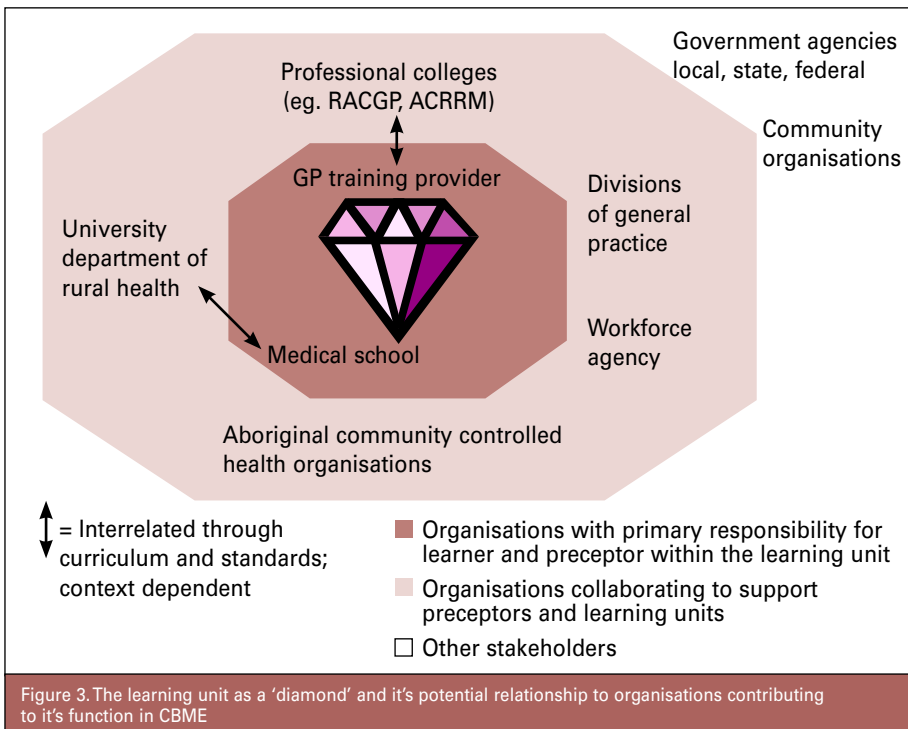 Government agencies
local, state, federal
Professional colleges
(eg. RACGP, ACRRM)
Community
organisations
GP training provider
Divisions
of general
practice
University
department of
rural health
Workforce
agency
Medical school
Aboriginal community controlled
health organisations
= Interrelated through
curriculum and standards;
context dependent
Organisations with primary responsibility for
learner and preceptor within the learning unit
Organisations collaborating to support
preceptors and learning units
Other stakeholders
Figure 3. The learning unit as a ‘diamond’ and it’s potential relationship to organisations contributing
to it’s function in CBME